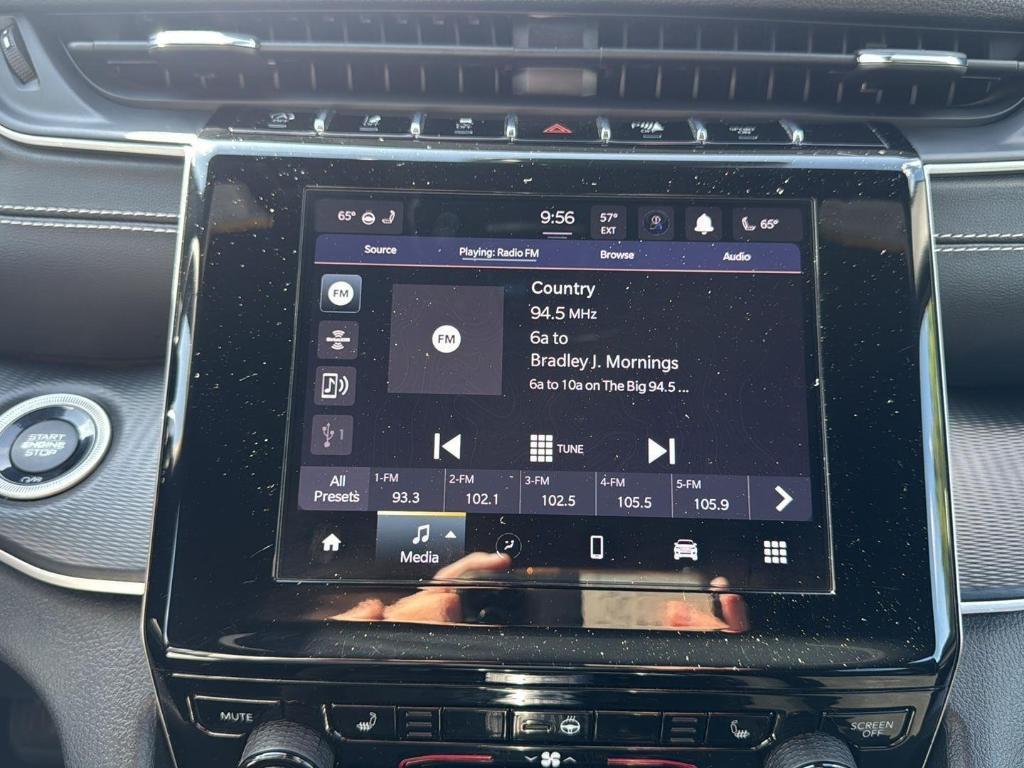 OFF
SPORT
65°
9:56
57°
EXT
65°
Source
Playing: Radio FM
Browse
Audio
FM
FM
Country
94.5 MHz
6a to
Bradley J. Mornings
6a to 10a on The Big 94.5 ...
1
TUNE
All
Presets
1-FM
93.3
2-FM
102.1
3-FM
102.5
4-FM
105.5
5-FM
105.9
Media
START
ENGINE
STOP
MUTE
SCREEN
OFF